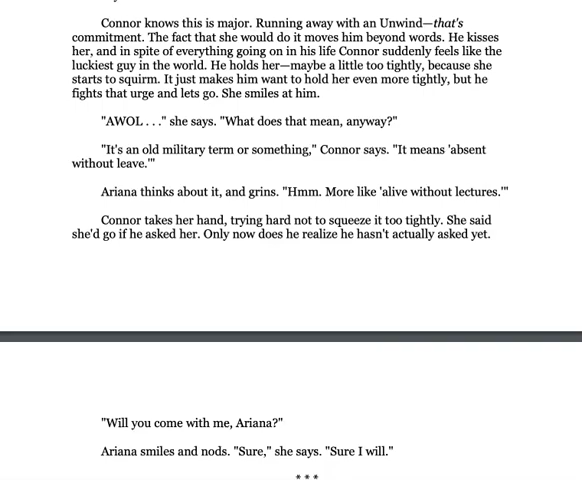 Connor knows this is major. Running away with an Unwind—that's
commitment. The fact that she would do it moves him beyond words. He kisses
her, and in spite of everything going on in his life Connor suddenly feels like the
luckiest guy in the world. He holds her—maybe a little too tightly, because she
starts to squirm. It just makes him want to hold her even more tightly, but he
fights that urge and lets go. She smiles at him.
"AWOL . . ." she says. "What does that mean, anyway?"
"It's an old military term or something," Connor says. "It means 'absent
without leave.'"
Ariana thinks about it, and grins. "Hmm. More like 'alive without lectures.'"
Connor takes her hand, trying hard not to squeeze it too tightly. She said
she'd go if he asked her. Only now does he realize he hasn't actually asked yet.
"Will you come with me, Ariana?"
Ariana smiles and nods. "Sure," she says. "Sure I will."
* * *